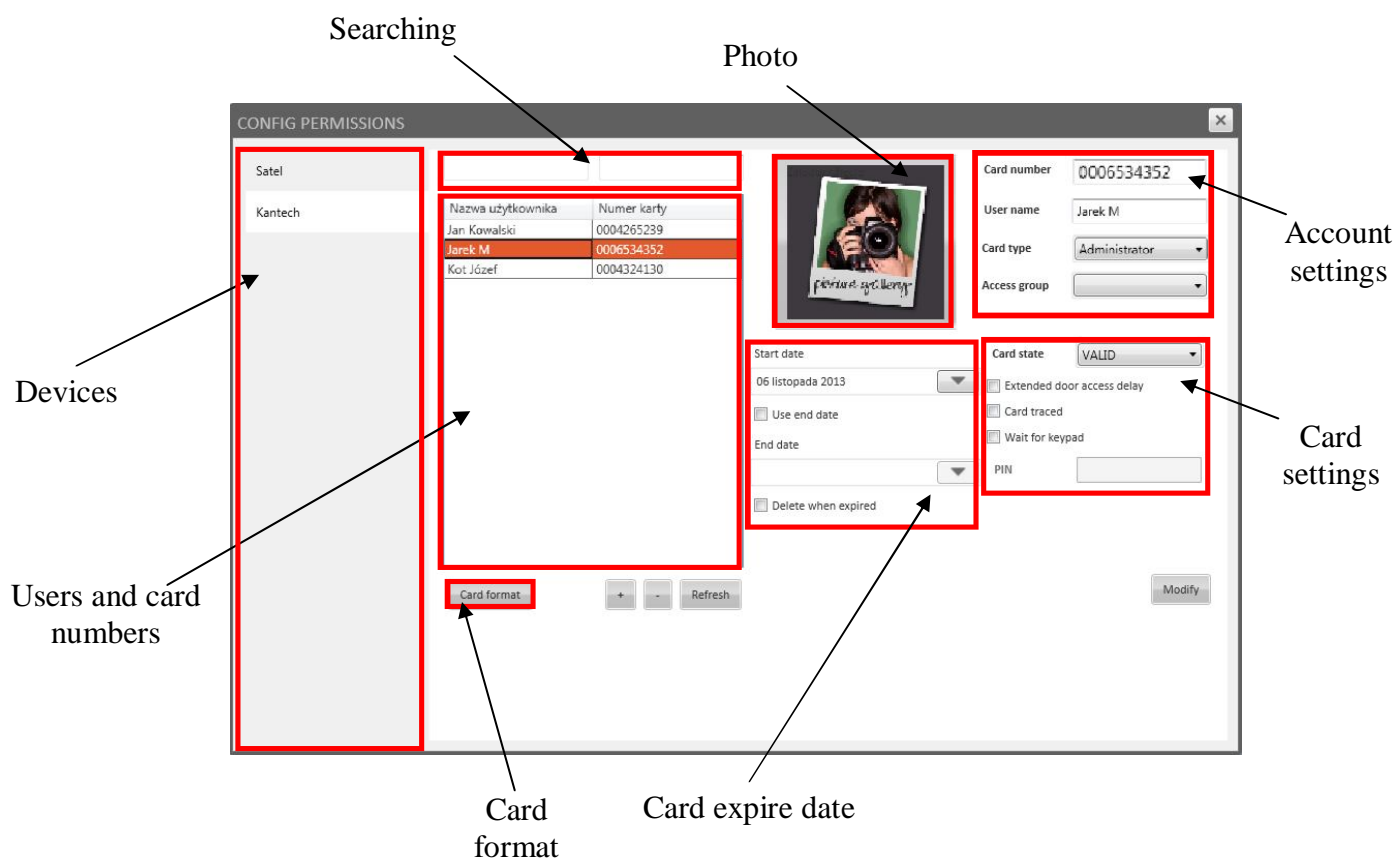 Searching
Photo
CONFIG PERMISSIONS
Satel
Kantech
Nazwa użytkownika Numer karty
Jan Kowalski 0004265239
Jarek M 0006534352
Kot Józef 0004324130
picture gallery
Card number 0006534352
User name Jarek M
Card type Administrator
Access group
Account
settings
Start date
06 listopada 2013
Use end date
End date
Delete when expired
Card state VALID
Extended door access delay
Card traced
Wait for keypad
PIN
Card
settings
Devices
Users and card
numbers
Card format + - Refresh
Modify
Card
format
Card expire date